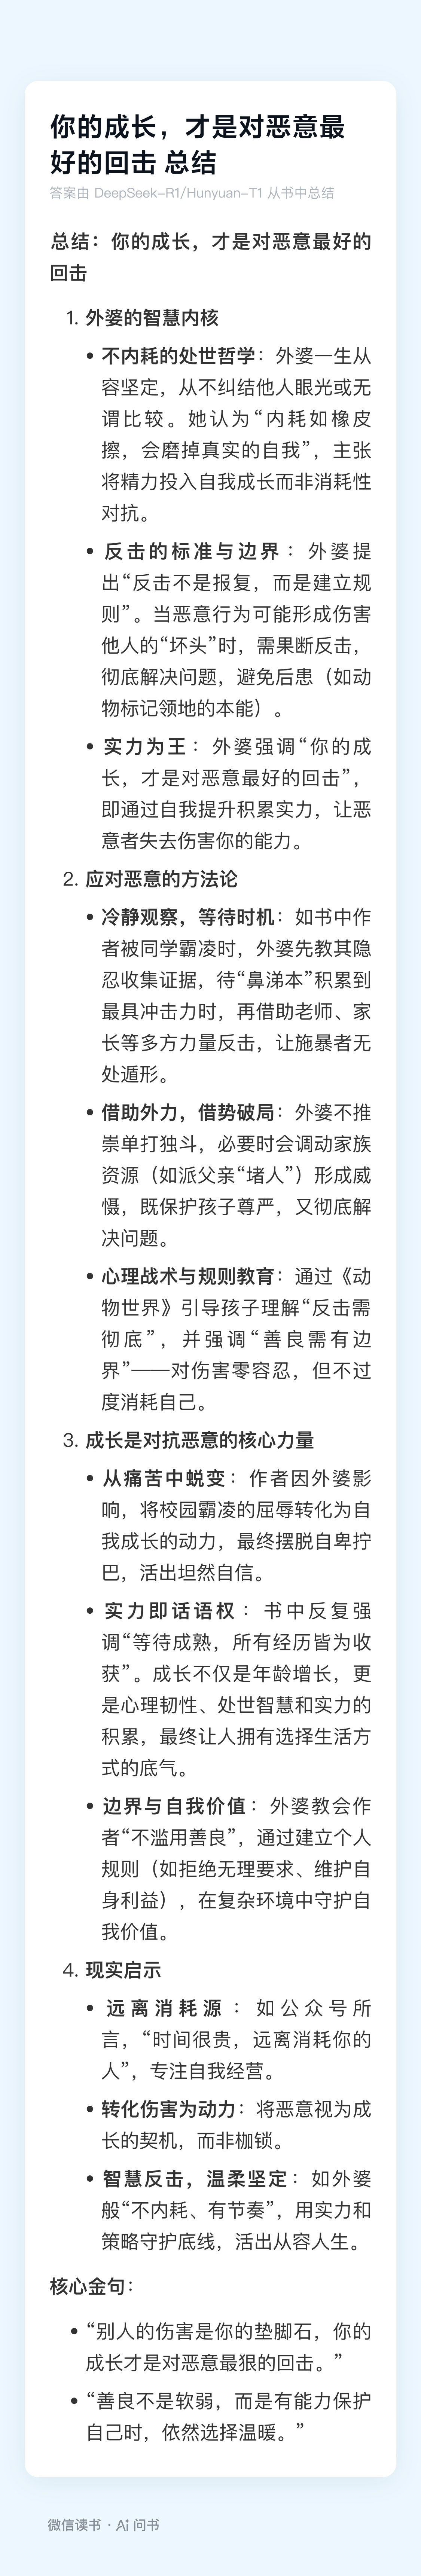 你的成长，才是对恶意最
好的回击 总结
答案由 DeepSeek-R1/Hunyuan-T1 从书中总结
总结：你的成长，才是对恶意最好的
回击
1. 外婆的智慧内核
• 不内耗的处世哲学：外婆一生从
容坚定，从不纠结他人眼光或无
谓比较。她认为“内耗如橡皮
擦，会磨掉真实的自我”，主张
将精力投入自我成长而非消耗性
对抗。
• 反击的标准与边界：外婆提
出“反击不是报复，而是建立规
则”。当恶意行为可能形成伤害
他人的“坏头”时，需果断反击，
彻底解决问题，避免后患（如动
物标记领地的本能）。
• 实力为王：外婆强调“你的成
长，才是对恶意最好的回击”，
即通过自我提升积累实力，让恶
意者失去伤害你的能力。
2. 应对恶意的方法论
• 冷静观察，等待时机：如书中作
者被同学霸凌时，外婆先教其隐
忍收集证据，待“鼻涕本”积累到
最具冲击力时，再借助老师、家
长等多方力量反击，让施暴者无
处遁形。
• 借助外力，借势破局：外婆不推
崇单打独斗，必要时会调动家族
资源（如派父亲“堵人”）形成威
慑，既保护孩子尊严，又彻底解
决问题。
• 心理战术与规则教育：通过《动
物世界》引导孩子理解“反击需
彻底”，并强调“善良需有边
界”——对伤害零容忍，但不过
度消耗自己。
3. 成长是对抗恶意的核心力量
• 从痛苦中蜕变：作者因外婆影
响，将校园霸凌的屈辱转化为自
我成长的动力，最终摆脱自卑拧
巴，活出坦然自信。
• 实力即话语权：书中反复强
调“等待成熟，所有经历皆为收
获”。成长不仅是年龄增长，更
是心理韧性、处世智慧和实力的
积累，最终让人拥有选择生活方
式的底气。
• 边界与自我价值：外婆教会作
者“不滥用善良”，通过建立个人
规则（如拒绝无理要求、维护自
身利益），在复杂环境中守护自
我价值。
4. 现实启示
• 远离消耗源：如公众号所
言，“时间很贵，远离消耗你的
人”，专注自我经营。
• 转化伤害为动力：将恶意视为成
长的契机，而非枷锁。
• 智慧反击，温柔坚定：如外婆
般“不内耗、有节奏”，用实力和
策略守护底线，活出从容人生。
核心金句：
• “别人的伤害是你的垫脚石，你的
成长才是对恶意最狠的回击。”
• “善良不是软弱，而是有能力保护
自己时，依然选择温暖。”
微信读书 · AI 问书